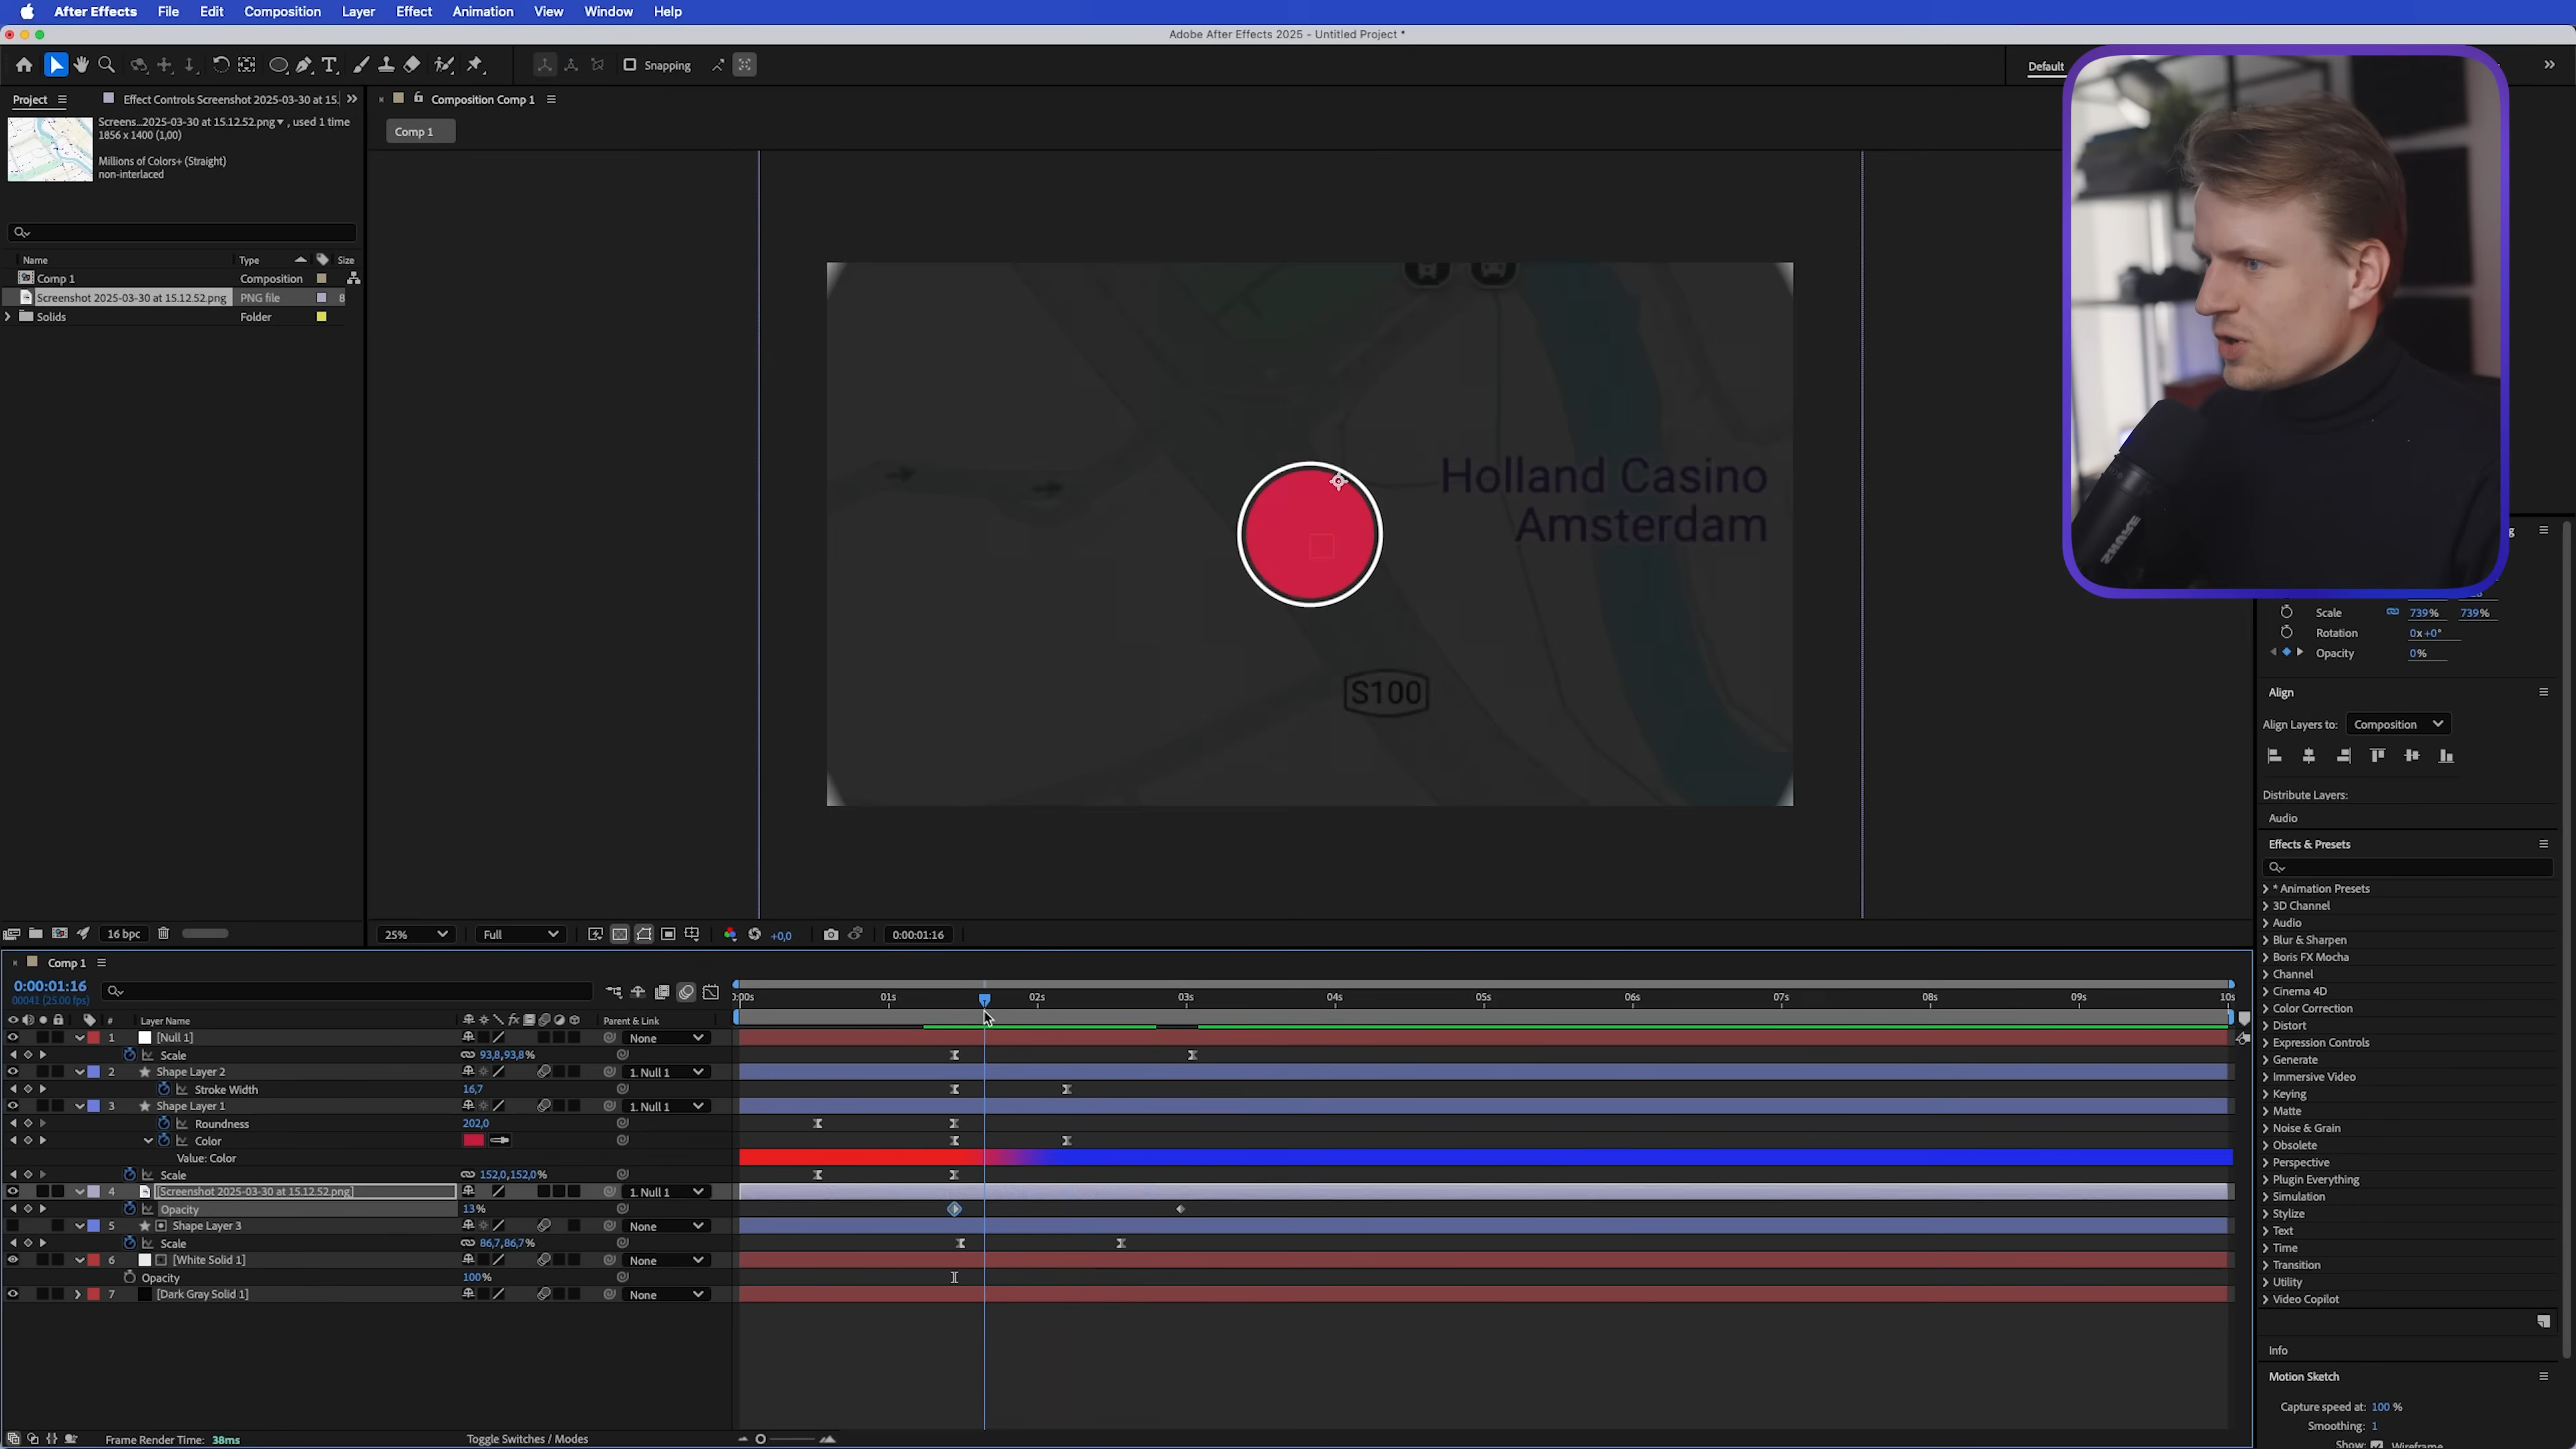 After Effects File Edit Composition Layer Effect Animation View Window Help
Adobe After Effects 2025 - Untitled Project *
Snapping
Default
Project
Effect Controls Screenshot 2025-03-30 at 15.
Composition Comp 1
Screens...2025-03-30 at 15.12.52.png , used 1 time
1856 x 1400 (1,00)
Comp 1
Millions of Colors+ (Straight)
non-interlaced
Name Type Size
Comp 1 Composition
Screenshot 2025-03-30 at 15.12.52.png PNG file 8
Solids Folder
Holland Casino
Amsterdam
S100
Scale 739% 739%
Rotation 0x+0°
Opacity 0%
Align
Align Layers to: Composition
Distribute Layers:
Audio
Effects & Presets
* Animation Presets
3D Channel
Audio
Blur & Sharpen
Boris FX Mocha
Channel
Cinema 4D
Color Correction
Distort
Expression Controls
Generate
Immersive Video
Keying
Matte
Noise & Grain
Obsolete
Perspective
Plugin Everything
Simulation
Stylize
Text
Time
Transition
Utility
Video Copilot
Info
Motion Sketch
Capture speed at: 100 %
Smoothing: 1
Show: Wireframe
16 bpc
25% Full +0,0 0:00:01:16
Comp 1
0:00:01:16
00041 (25.00 fps)
:00s 01s 02s 03s 04s 05s 06s 07s 08s 09s 10s
# Layer Name fx Parent & Link
1 [Null 1] None
Scale 93,8,93,8%
2 Shape Layer 2 1. Null 1
Stroke Width 16,7
3 Shape Layer 1 1. Null 1
Roundness 202,0
Color
Value: Color
Scale 152,0,152,0%
4 [Screenshot 2025-03-30 at 15.12.52.png] 1. Null 1
Opacity 13%
5 Shape Layer 3 None
Scale 86,7,86,7%
6 [White Solid 1] None
Opacity 100%
7 [Dark Gray Solid 1] None
Frame Render Time: 38ms
Toggle Switches / Modes